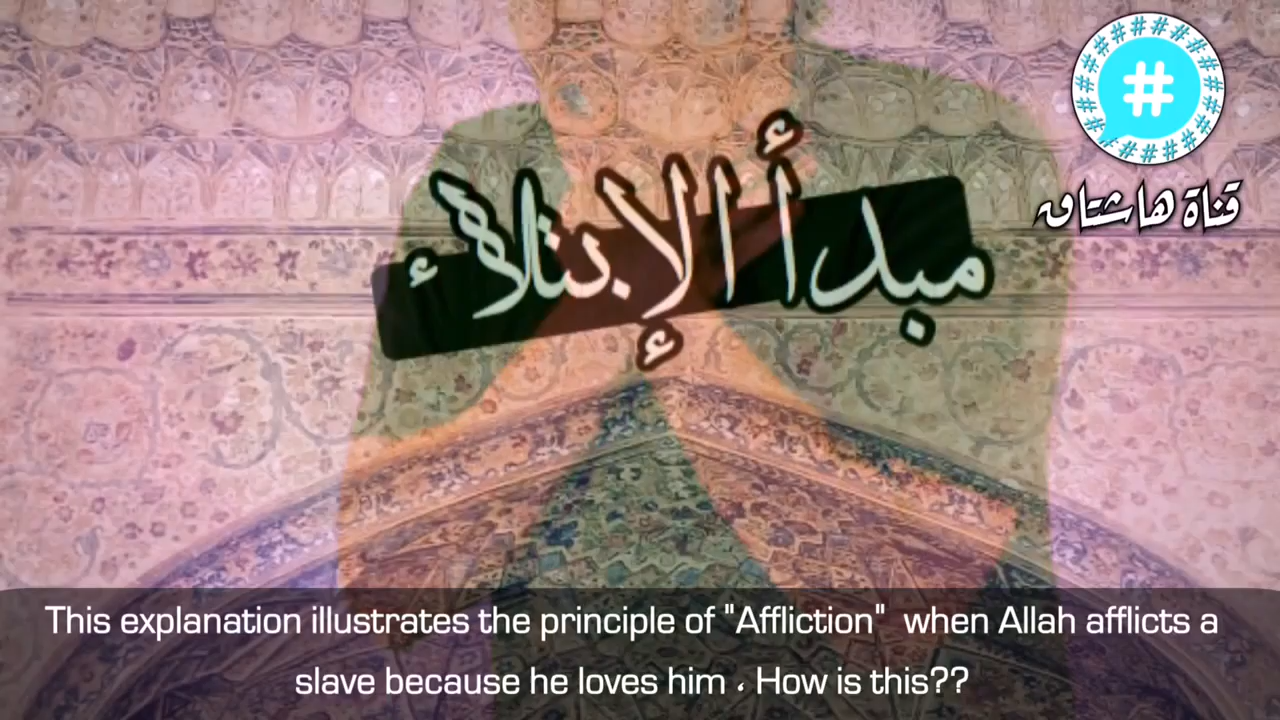 #
قناة هاشتاق
مبدأ الإبتلاء
This explanation illustrates the principle of "Affliction" when Allah afflicts a
slave because he loves him ، How is this??